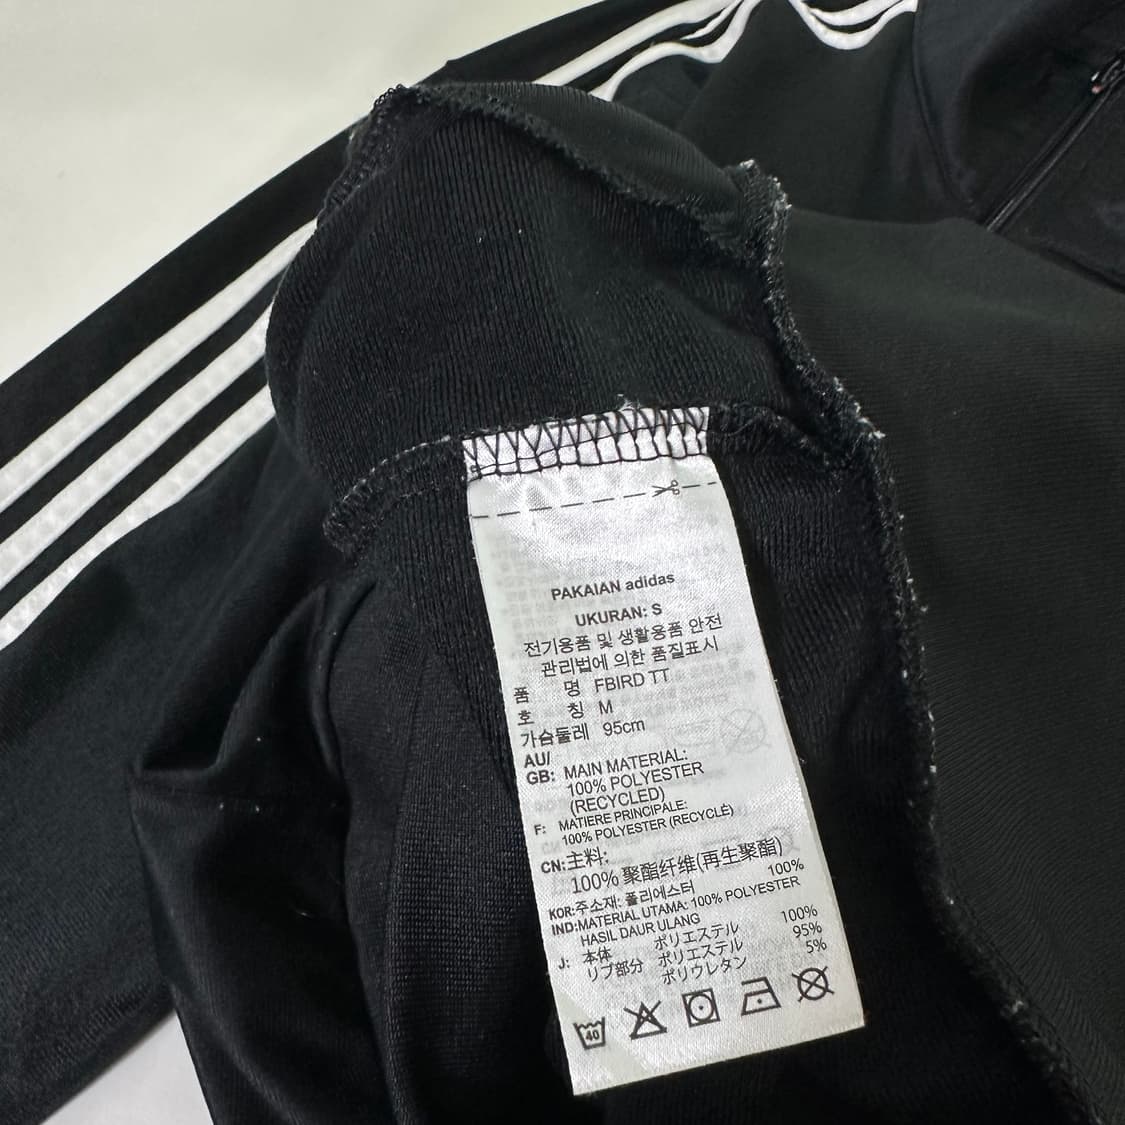 PAKAIAN adidas
UKURAN: S
전기용품 및 생활용품 안전
관리법에 의한 품질표시
품 명 FBIRD TT
호 칭 M
가슴둘레 95cm
AU/
GB: MAIN MATERIAL:
100% POLYESTER
(RECYCLED)
F: MATIERE PRINCIPALE:
100% POLYESTER (RECYCLÉ)
CN:主料:
100% 聚酯纤维(再生聚酯)
KOR:주소재: 폴리에스터 100%
IND:MATERIAL UTAMA: 100% POLYESTER
HASIL DAUR ULANG
J: 本体 ポリエステル 100%
リブ部分 ポリエステル 95%
ポリウレタン 5%
40